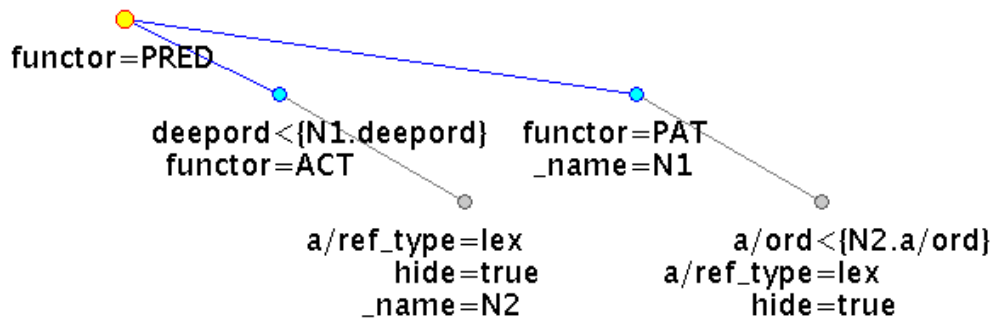 functor=PRED
deepord<{N1.deepord}
functor=ACT
functor=PAT
_name=N1
a/ref_type=lex
hide=true
_name=N2
a/ord<{N2.a/ord}
a/ref_type=lex
hide=true